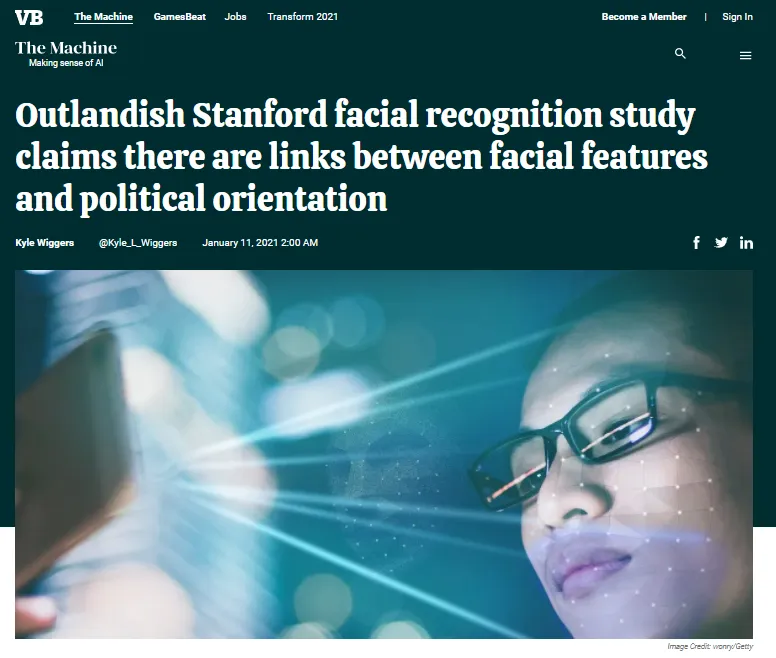 VB The Machine GamesBeat Jobs Transform 2021 Become a Member | Sign In
The Machine
Making sense of AI
Outlandish Stanford facial recognition study
claims there are links between facial features
and political orientation
Kyle Wiggers @Kyle_L_Wiggers January 11, 2021 2:00 AM
Image Credit: wonry/Getty